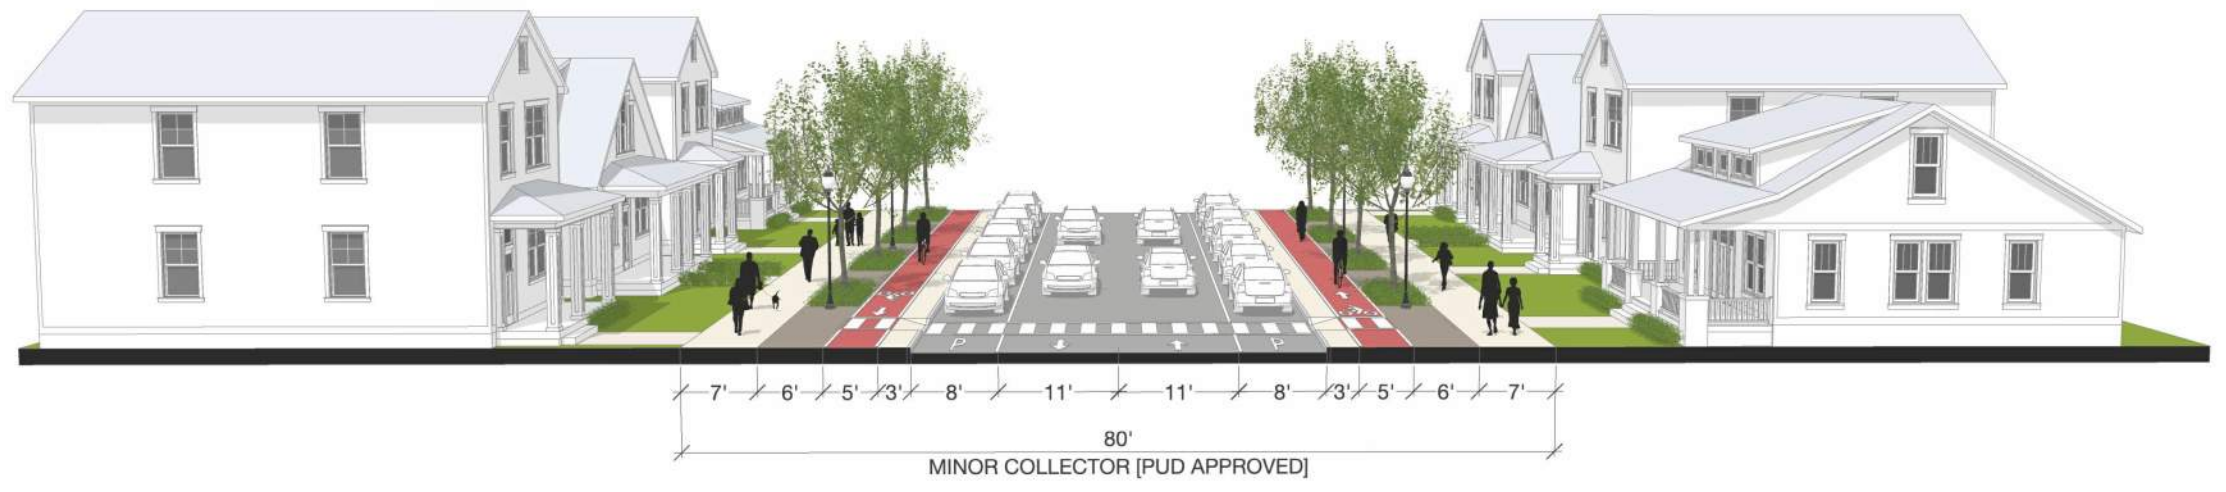 P P
7' 6' 5' 3' 8' 11' 11' 8' 3' 5' 6' 7'
80'
MINOR COLLECTOR [PUD APPROVED]